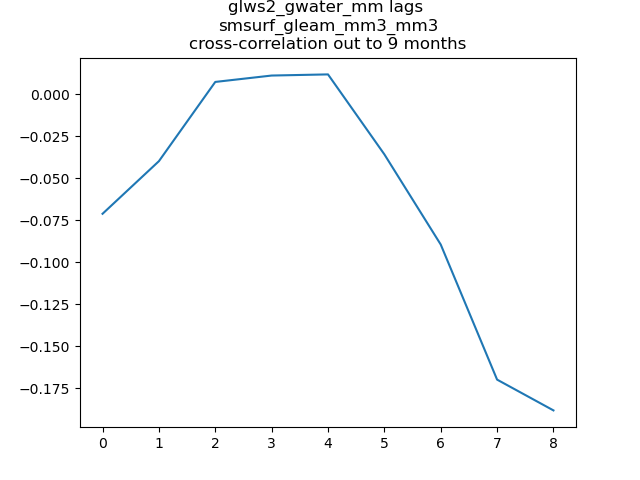 glws2_gwater_mm lags
smsurf_gleam_mm3_mm3
cross-correlation out to 9 months
0.000
−0.025
−0.050
−0.075
−0.100
−0.125
−0.150
−0.175
0 1 2 3 4 5 6 7 8